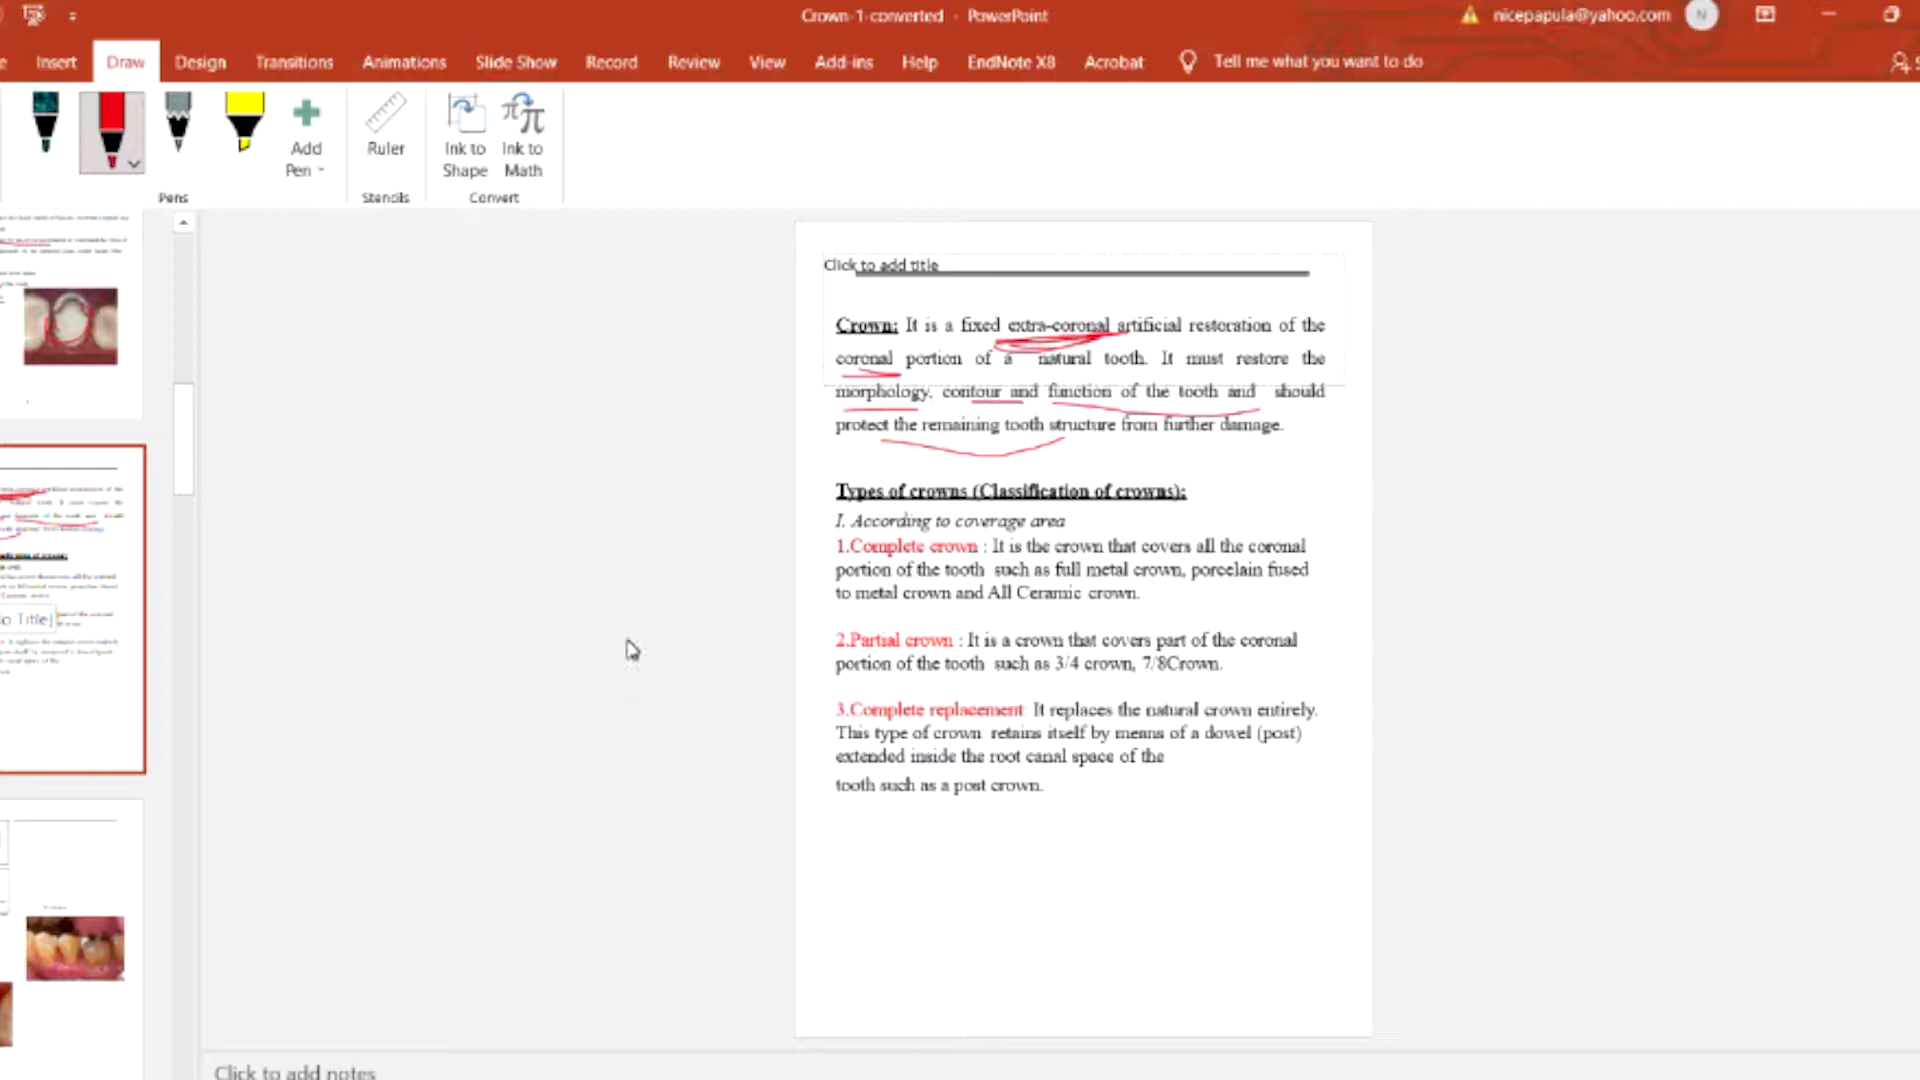 Crown-1-converted - PowerPoint
nicepapula@yahoo.com
N
Insert
Draw
Design
Transitions
Animations
Slide Show
Record
Review
View
Add-ins
Help
EndNote X8
Acrobat
Tell me what you want to do
Add
Pen
Ruler
Ink to
Shape
Ink to
Math
Pens
Stencils
Convert
Click to add title
Crown: It is a fixed extra-coronal artificial restoration of the
coronal portion of a natural tooth. It must restore the
morphology, contour and function of the tooth and should
protect the remaining tooth structure from further damage.
Types of crowns (Classification of crowns):
I. According to coverage area
1.Complete crown : It is the crown that covers all the coronal
portion of the tooth such as full metal crown, porcelain fused
to metal crown and All Ceramic crown.
2.Partial crown : It is a crown that covers part of the coronal
portion of the tooth such as 3/4 crown, 7/8Crown.
3.Complete replacement: It replaces the natural crown entirely.
This type of crown retains itself by means of a dowel (post)
extended inside the root canal space of the
tooth such as a post crown.
Title]
Click to add notes